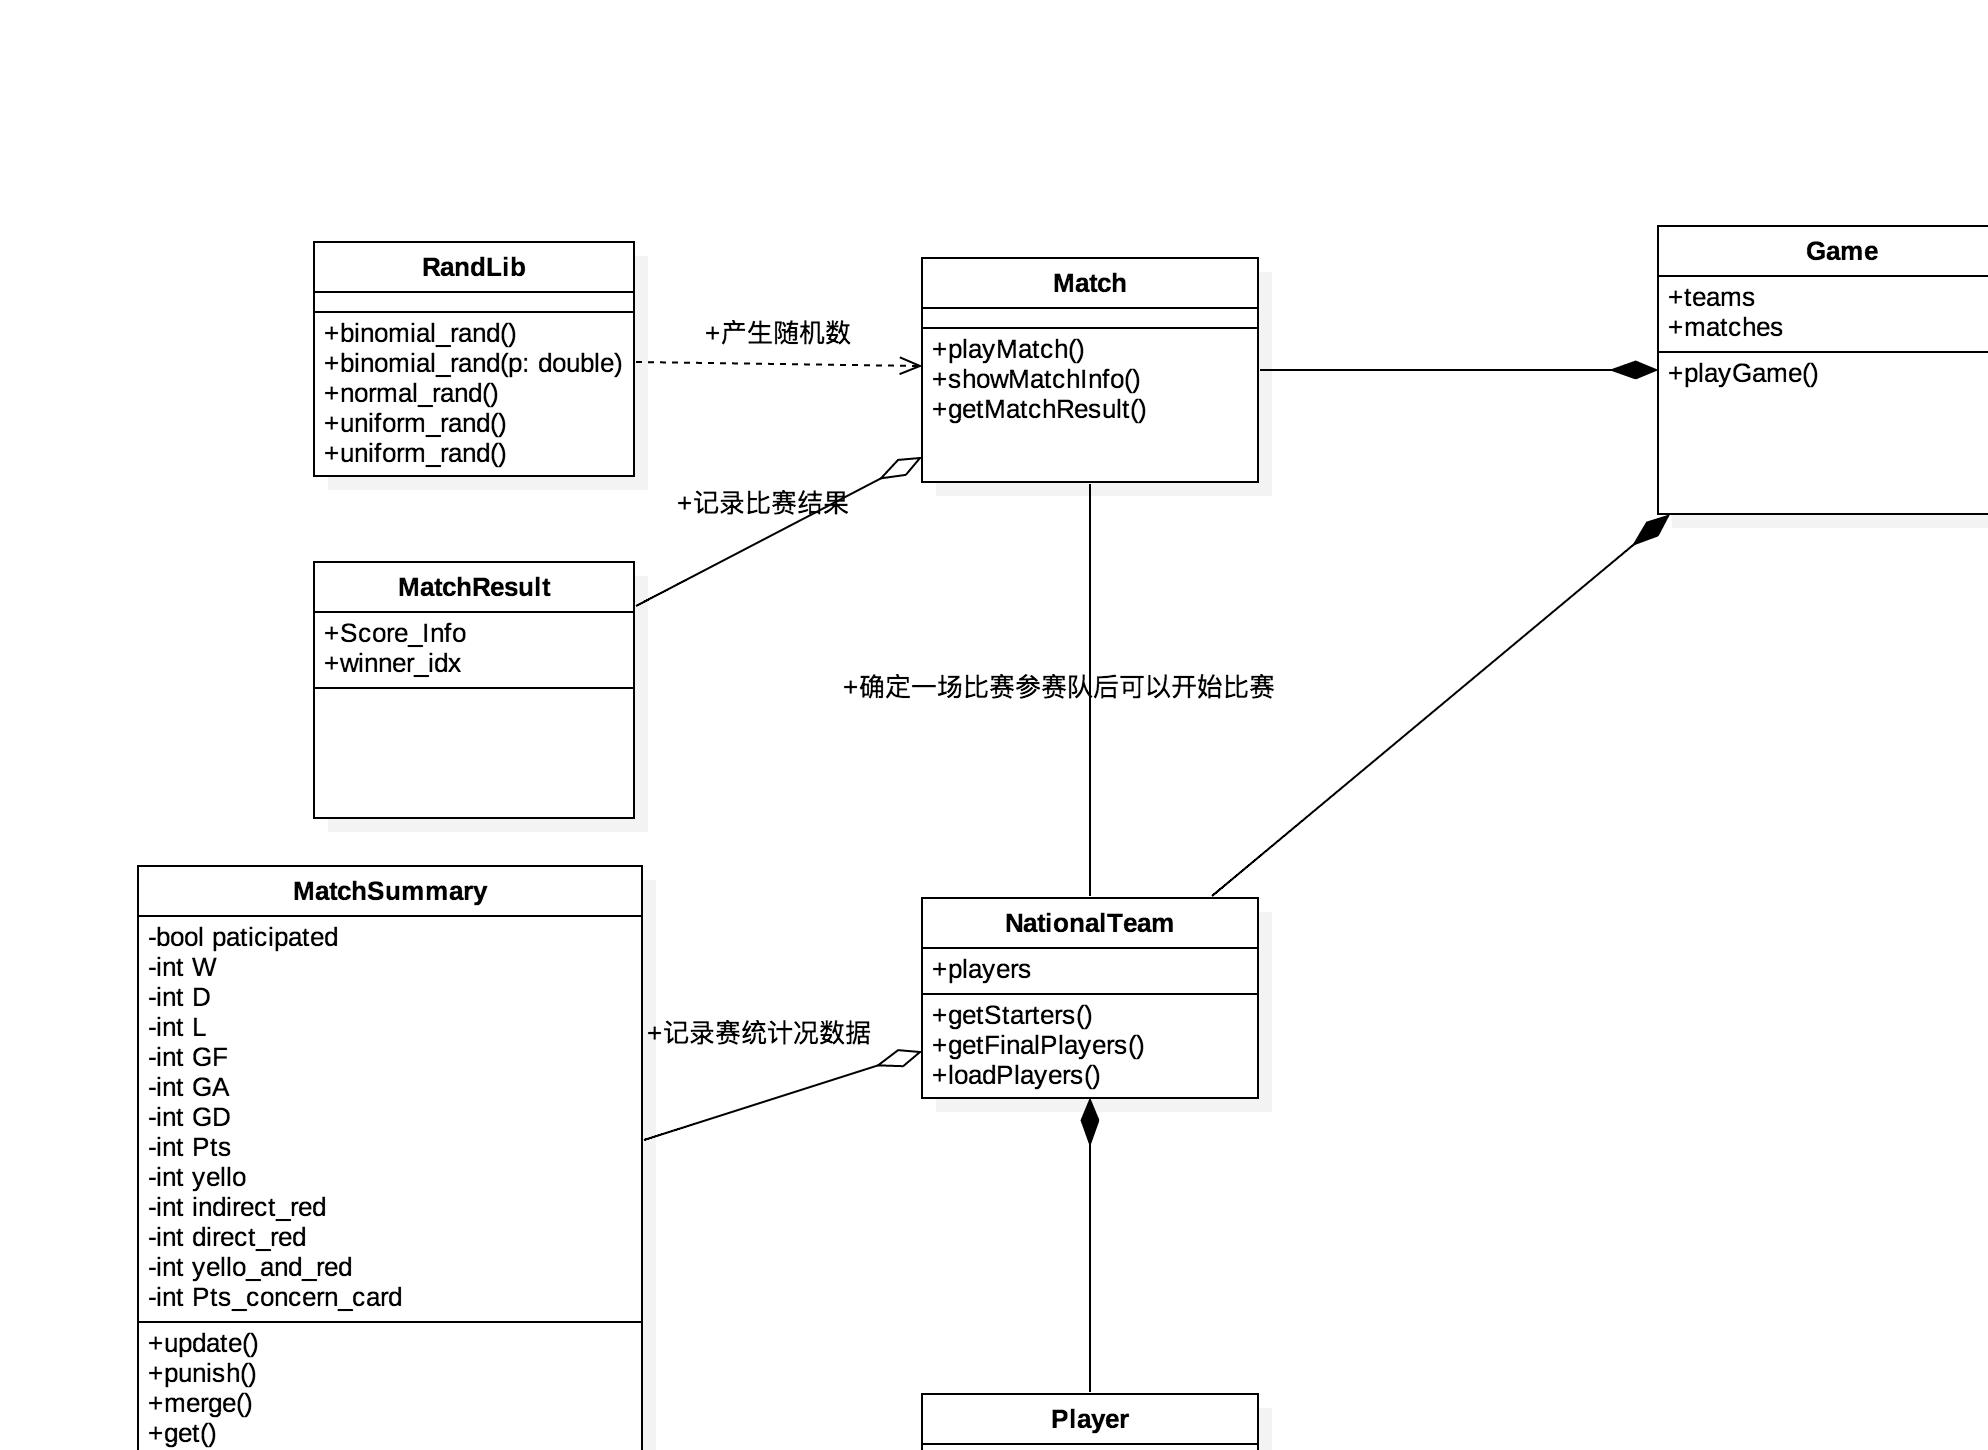 RandLib
+binomial_rand()
+binomial_rand(p: double)
+normal_rand()
+uniform_rand()
+uniform_rand()
+产生随机数
Match
+playMatch()
+showMatchInfo()
+getMatchResult()
Game
+teams
+matches
+playGame()
+记录比赛结果
MatchResult
+Score_Info
+winner_idx
+确定一场比赛参赛队后可以开始比赛
MatchSummary
-bool paticipated
-int W
-int D
-int L
-int GF
-int GA
-int GD
-int Pts
-int yello
-int indirect_red
-int direct_red
-int yello_and_red
-int Pts_concern_card
+update()
+punish()
+merge()
+get()
+记录赛统计况数据
NationalTeam
+players
+getStarters()
+getFinalPlayers()
+loadPlayers()
Player